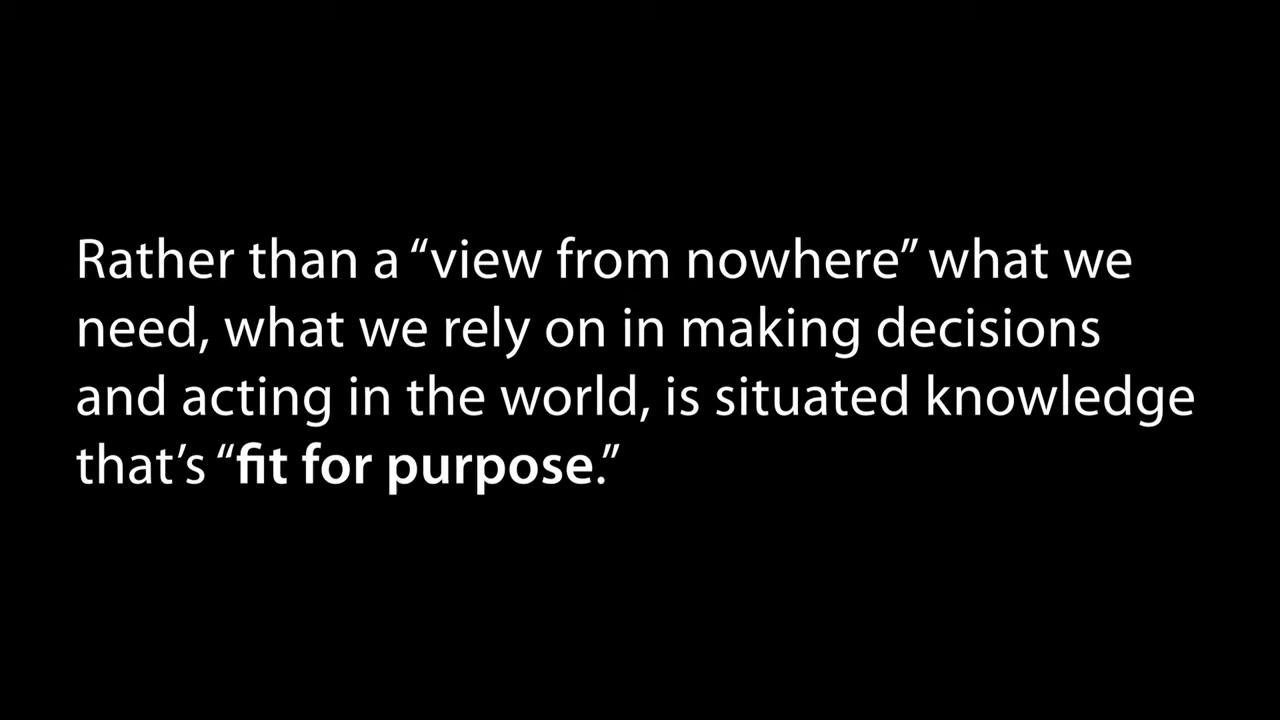 Rather than a “view from nowhere” what we
need, what we rely on in making decisions
and acting in the world, is situated knowledge
that’s “fit for purpose.”